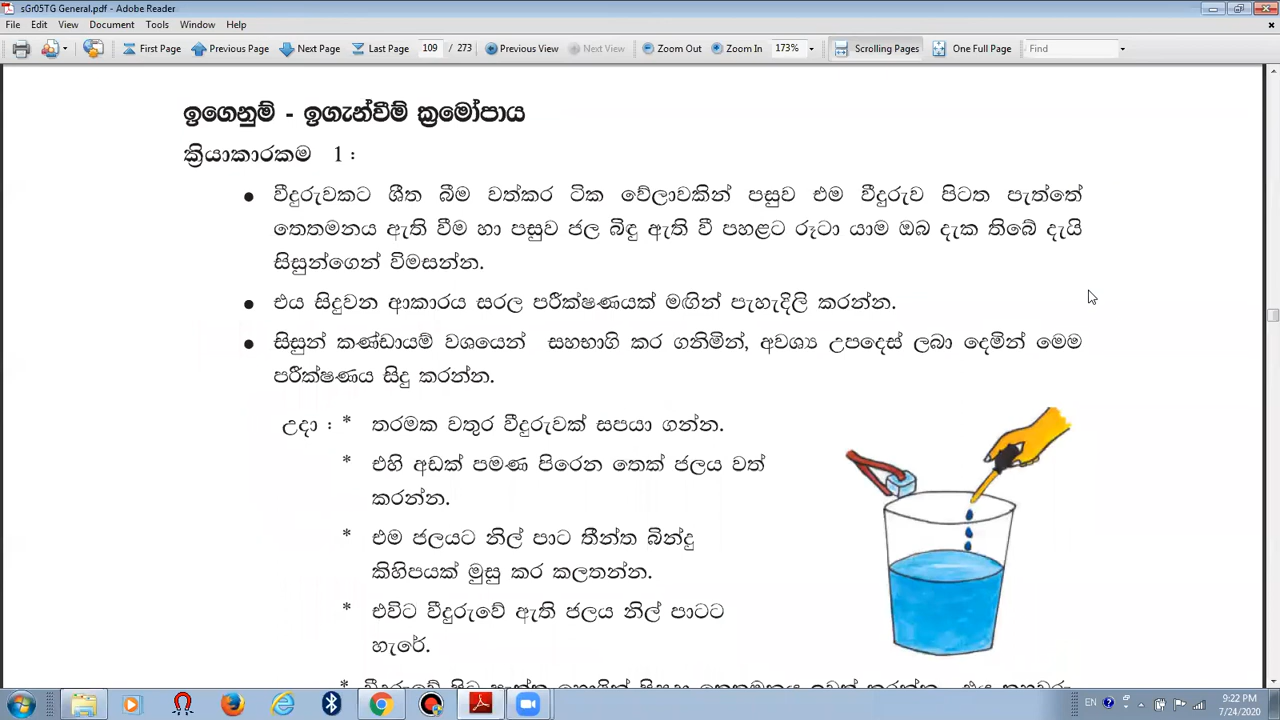 sGr05TG General.pdf - Adobe Reader
File Edit View Document Tools Window Help
First Page Previous Page Next Page Last Page 109 / 273 Previous View Next View Zoom Out Zoom In 173% Scrolling Pages One Full Page Find
ඉගෙනුම් - ඉගැන්වීම් ක්‍රමෝපාය
ක්‍රියාකාරකම 1 :
● වීදුරුවකට ශීත බීම වත්කර ටික වේලාවකින් පසුව එම වීදුරුව පිටත පැත්තේ
තෙතමනය ඇති වීම හා පසුව ජල බිඳු ඇති වී පහළට රූටා යාම ඔබ දැක තිබේ දැයි
සිසුන්ගෙන් විමසන්න.
● එය සිදුවන ආකාරය සරල පරීක්ෂණයක් මඟින් පැහැදිලි කරන්න.
● සිසුන් කණ්ඩායම් වශයෙන් සහභාගි කර ගනිමින්, අවශ්‍ය උපදෙස් ලබා දෙමින් මෙම
පරීක්ෂණය සිදු කරන්න.
උදා : * තරමක වතුර වීදුරුවක් සපයා ගන්න.
* එහි අඩක් පමණ පිරෙන තෙක් ජලය වත්
කරන්න.
* එම ජලයට නිල් පාට තීන්ත බින්දු
කිහිපයක් මුසු කර කලතන්න.
* එවිට වීදුරුවේ ඇති ජලය නිල් පාටට
හැරේ.
EN 9:22 PM
7/24/2020